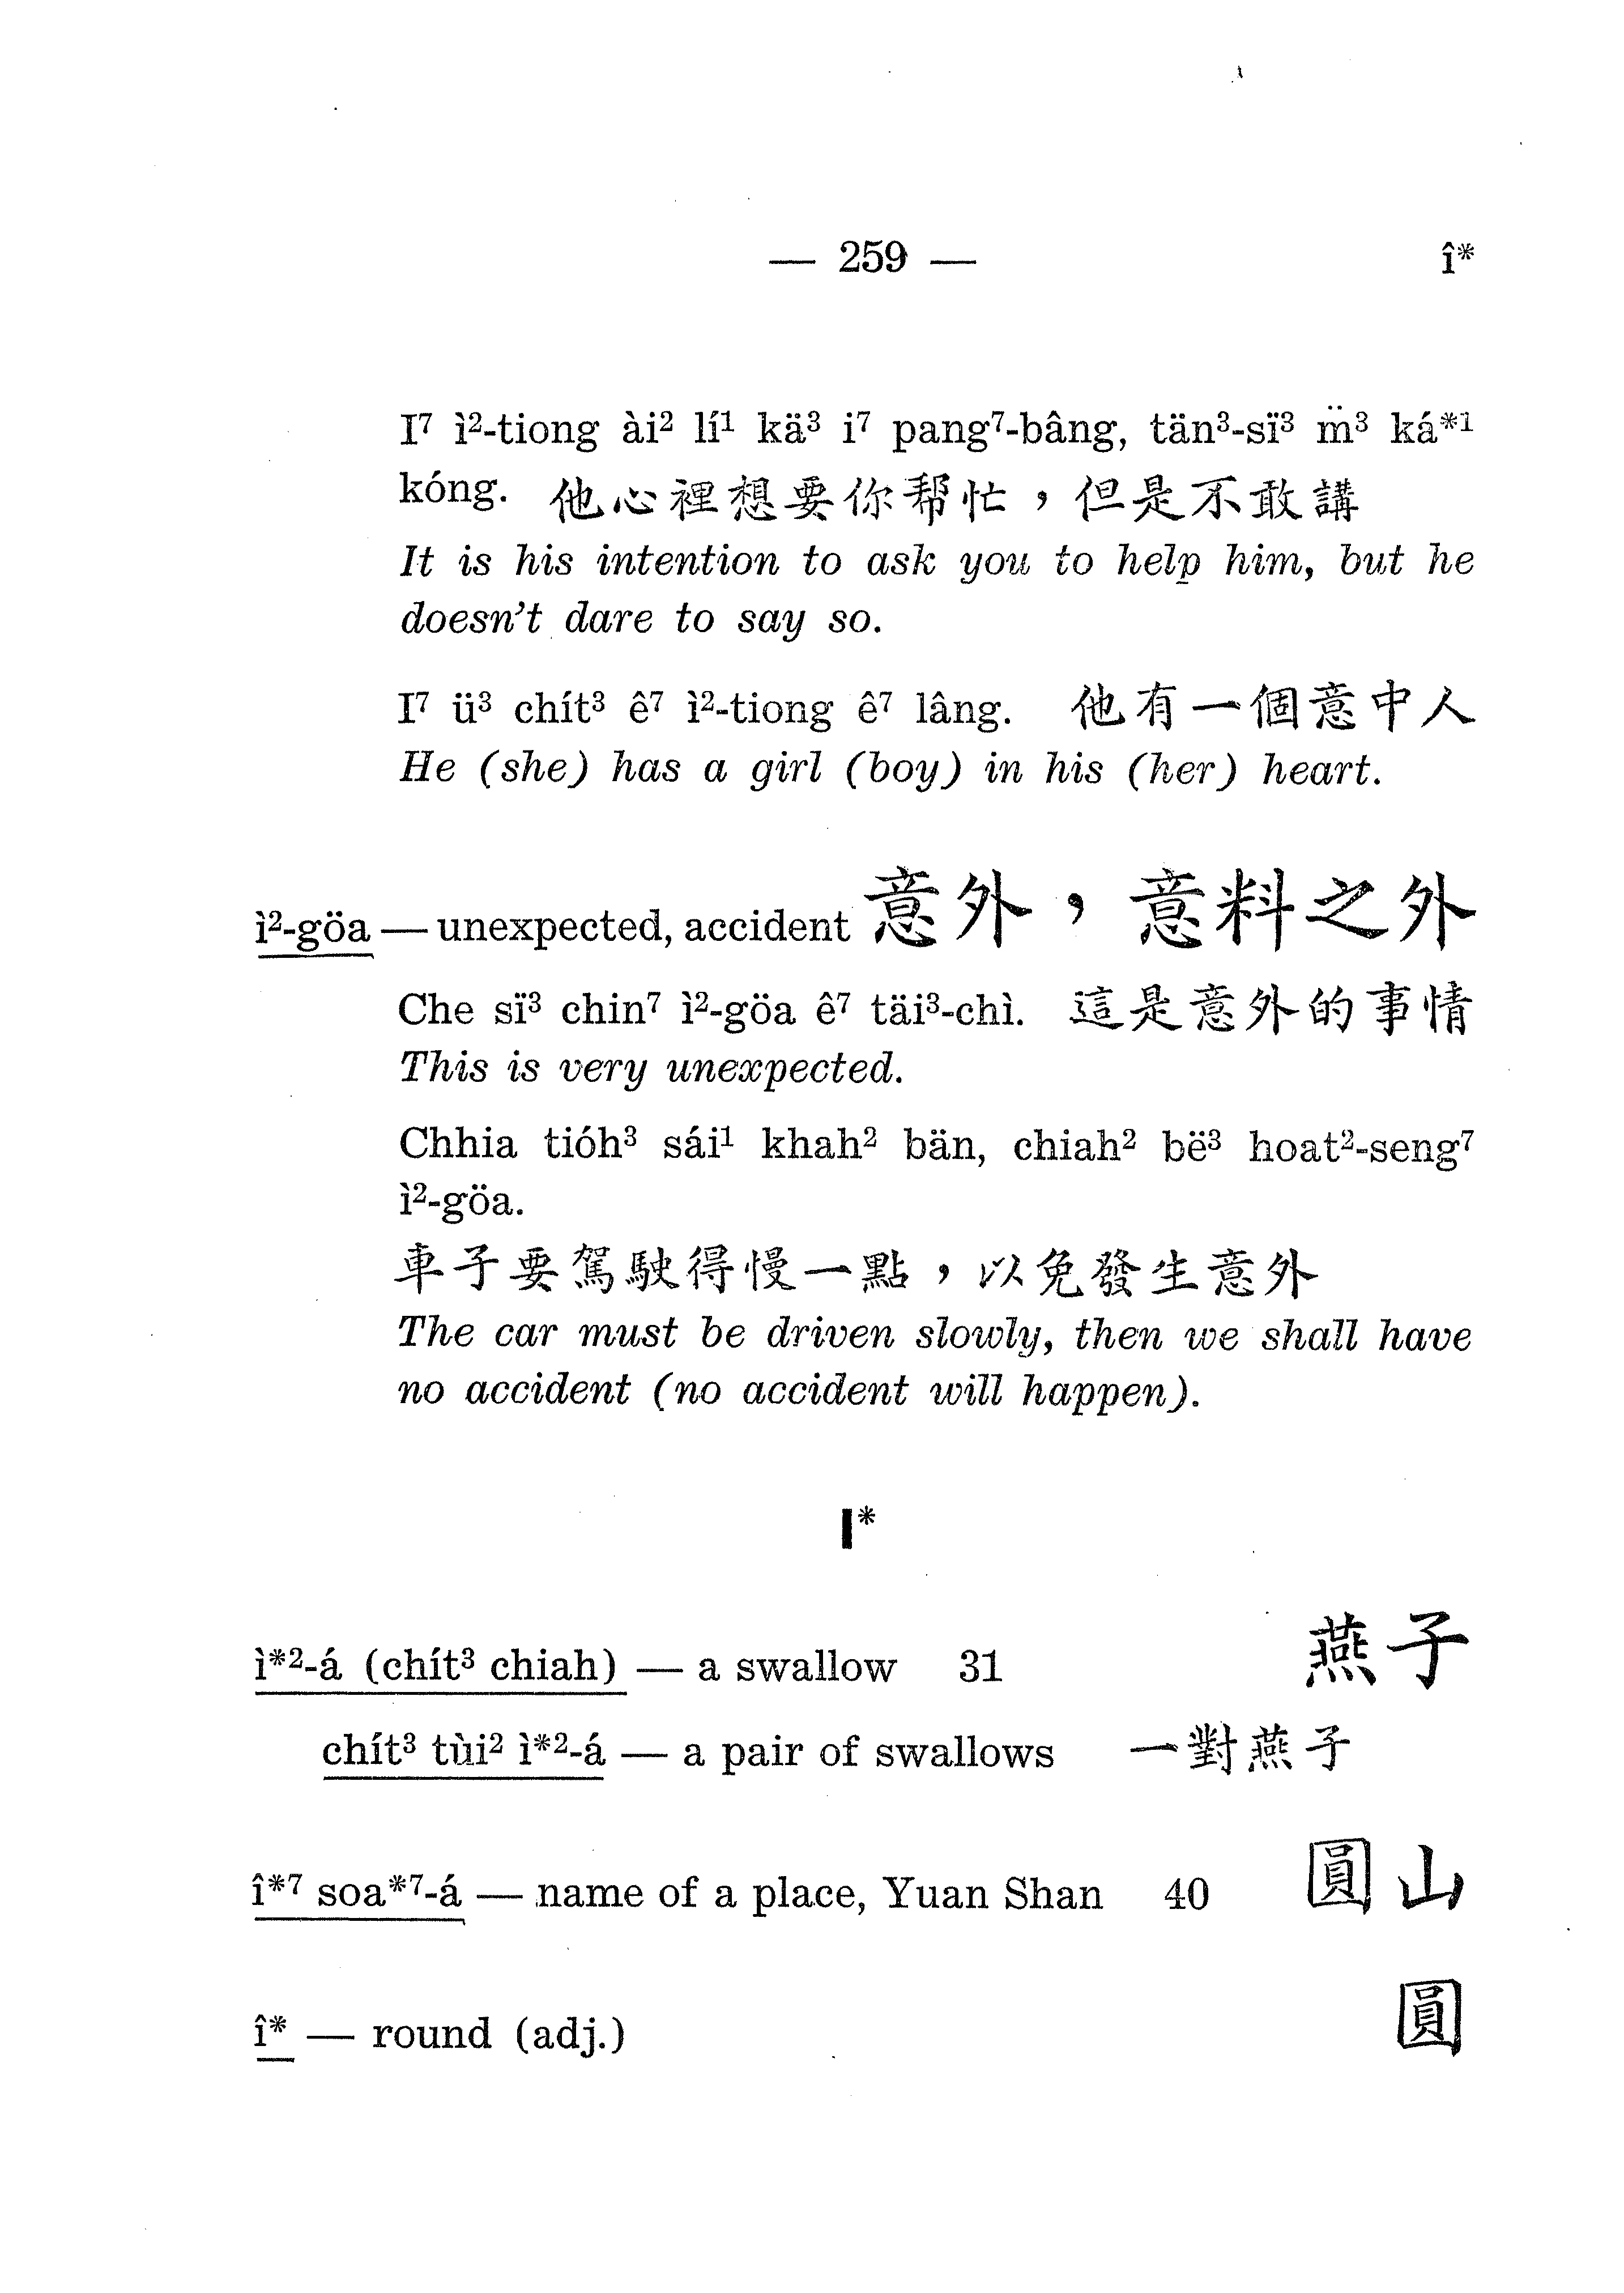 — 259 —	î*
I⁷ ì²-tiong ài² lí¹ kä³ i⁷ pang⁷-bâng, tän³-sï³ m̈³ ká*¹
kóng. 他心裡想要你帮忙，但是不敢講
It is his intention to ask you to help him, but he
doesn't dare to say so.
I⁷ ü³ chít³ ê⁷ ì²-tiong ê⁷ lâng. 他有一個意中人
He (she) has a girl (boy) in his (her) heart.
ì²-göa — unexpected, accident 意外，意料之外
Che sï³ chin⁷ ì²-göa ê⁷ täi³-chì. 這是意外的事情
This is very unexpected.
Chhia tióh³ sái¹ khah² bän, chiah² bë³ hoat²-seng⁷
ì²-göa.
車子要駕駛得慢一點，以免發生意外
The car must be driven slowly, then we shall have
no accident (no accident will happen).
I*
ì*²-á (chít³ chiah) — a swallow 31 燕子
chít³ tùi² ì*²-á — a pair of swallows 一對燕子
î*⁷ soa*⁷-á — name of a place, Yuan Shan 40 圓山
î* — round (adj.) 圓